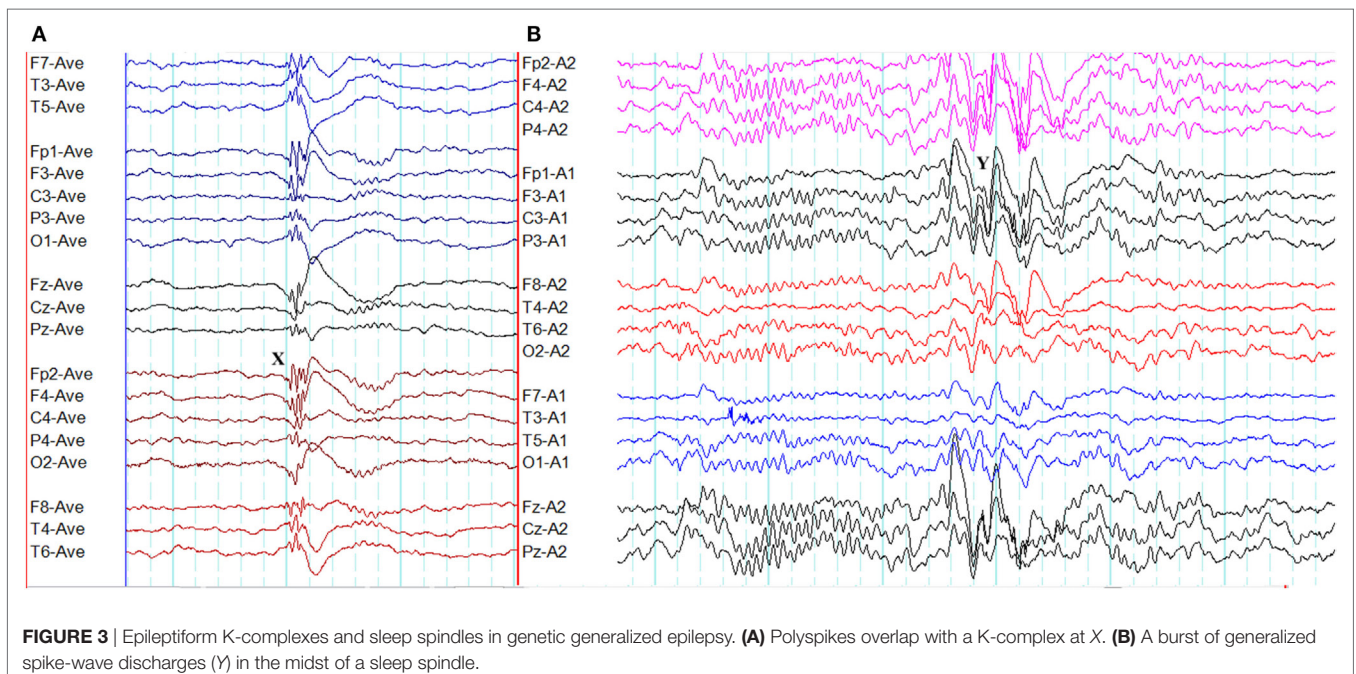 A
B
F7-Ave
T3-Ave
T5-Ave
Fp1-Ave
F3-Ave
C3-Ave
P3-Ave
O1-Ave
Fz-Ave
Cz-Ave
Pz-Ave
X
Fp2-Ave
F4-Ave
C4-Ave
P4-Ave
O2-Ave
F8-Ave
T4-Ave
T6-Ave
Fp2-A2
F4-A2
C4-A2
P4-A2
Y
Fp1-A1
F3-A1
C3-A1
P3-A1
F8-A2
T4-A2
T6-A2
O2-A2
F7-A1
T3-A1
T5-A1
O1-A1
Fz-A2
Cz-A2
Pz-A2
FIGURE 3 | Epileptiform K-complexes and sleep spindles in genetic generalized epilepsy. (A) Polyspikes overlap with a K-complex at X. (B) A burst of generalized
spike-wave discharges (Y) in the midst of a sleep spindle.